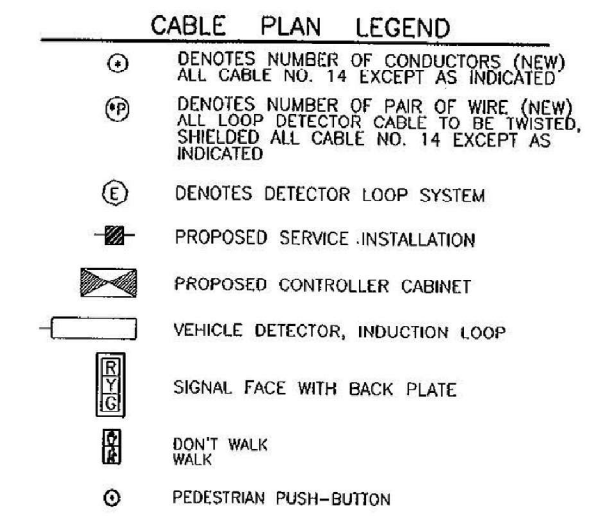 CABLE PLAN LEGEND
* DENOTES NUMBER OF CONDUCTORS (NEW)
ALL CABLE NO. 14 EXCEPT AS INDICATED
*P DENOTES NUMBER OF PAIR OF WIRE (NEW)
ALL LOOP DETECTOR CABLE TO BE TWISTED,
SHIELDED ALL CABLE NO. 14 EXCEPT AS
INDICATED
E DENOTES DETECTOR LOOP SYSTEM
PROPOSED SERVICE INSTALLATION
PROPOSED CONTROLLER CABINET
VEHICLE DETECTOR, INDUCTION LOOP
R
Y
G
SIGNAL FACE WITH BACK PLATE
DON'T WALK
WALK
PEDESTRIAN PUSH-BUTTON